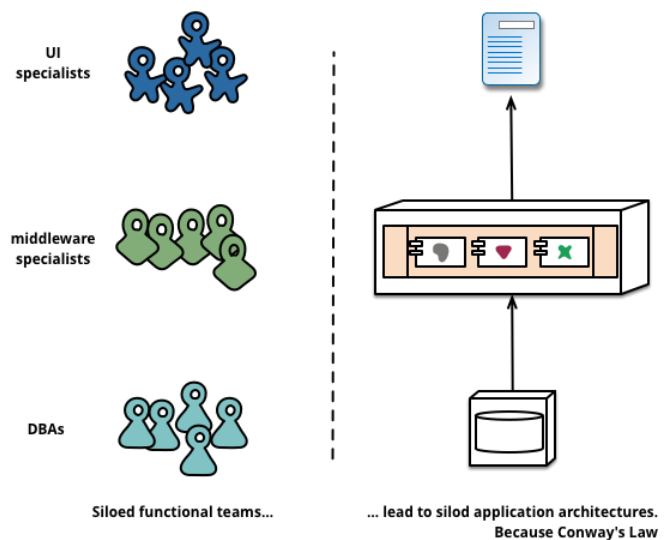 UI
specialists
middleware
specialists
DBAs
Siloed functional teams...
... lead to silod application architectures.
Because Conway's Law